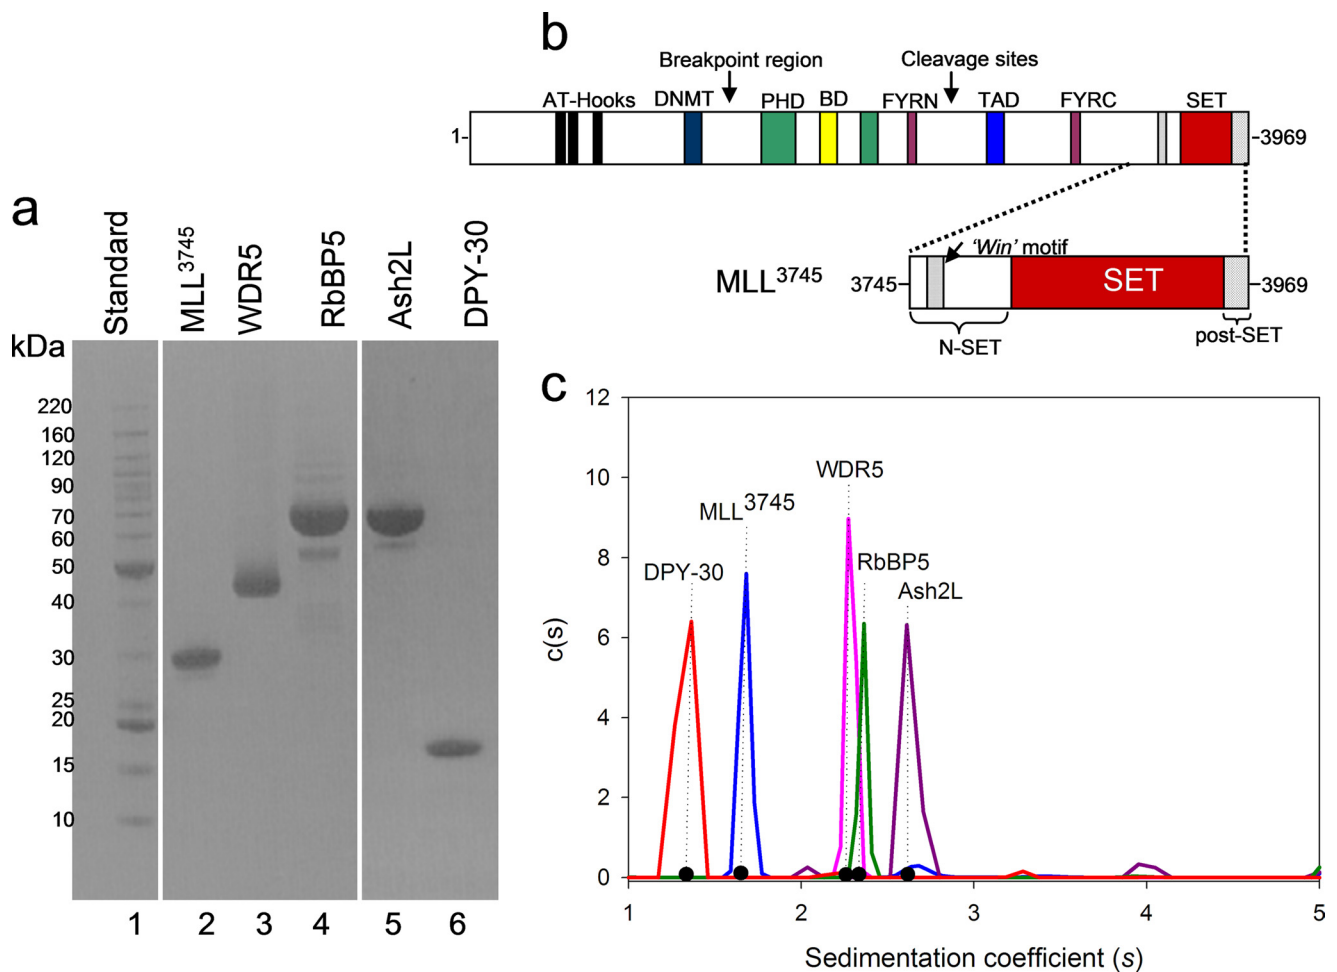 a
Standard
MLL3745
WDR5
RbBP5
Ash2L
DPY-30
kDa
220
160
120
90
70
60
50
40
30
25
20
15
10
1 2 3 4 5 6
b
Breakpoint region Cleavage sites
AT-Hooks DNMT PHD BD FYRN TAD FYRC SET
1- -3969
'Win' motif
MLL3745 3745- SET -3969
N-SET post-SET
c
12
10
8
6
4
2
0
c(s)
WDR5
MLL3745
RbBP5
DPY-30
Ash2L
1 2 3 4 5
Sedimentation coefficient (s)